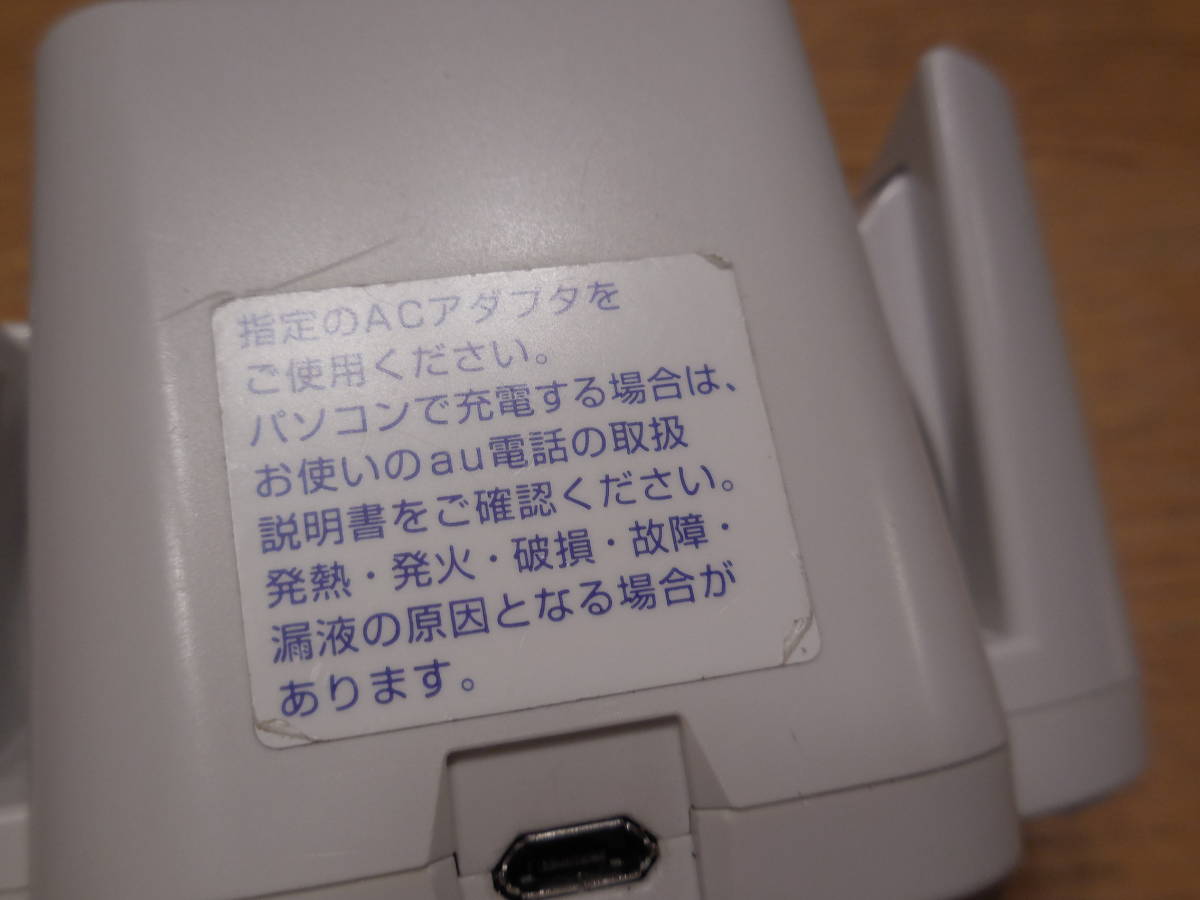 指定のACアダプタを
ご使用ください。
パソコンで充電する場合は、
お使いのau電話の取扱
説明書をご確認ください。
発熱・発火・破損・故障・
漏液の原因となる場合が
あります。